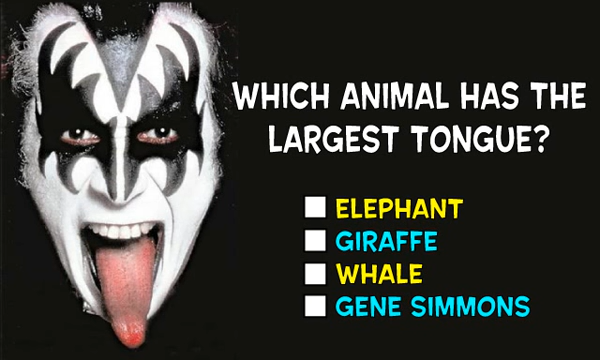 WHICH ANIMAL HAS THE
LARGEST TONGUE?
ELEPHANT
GIRAFFE
WHALE
GENE SIMMONS